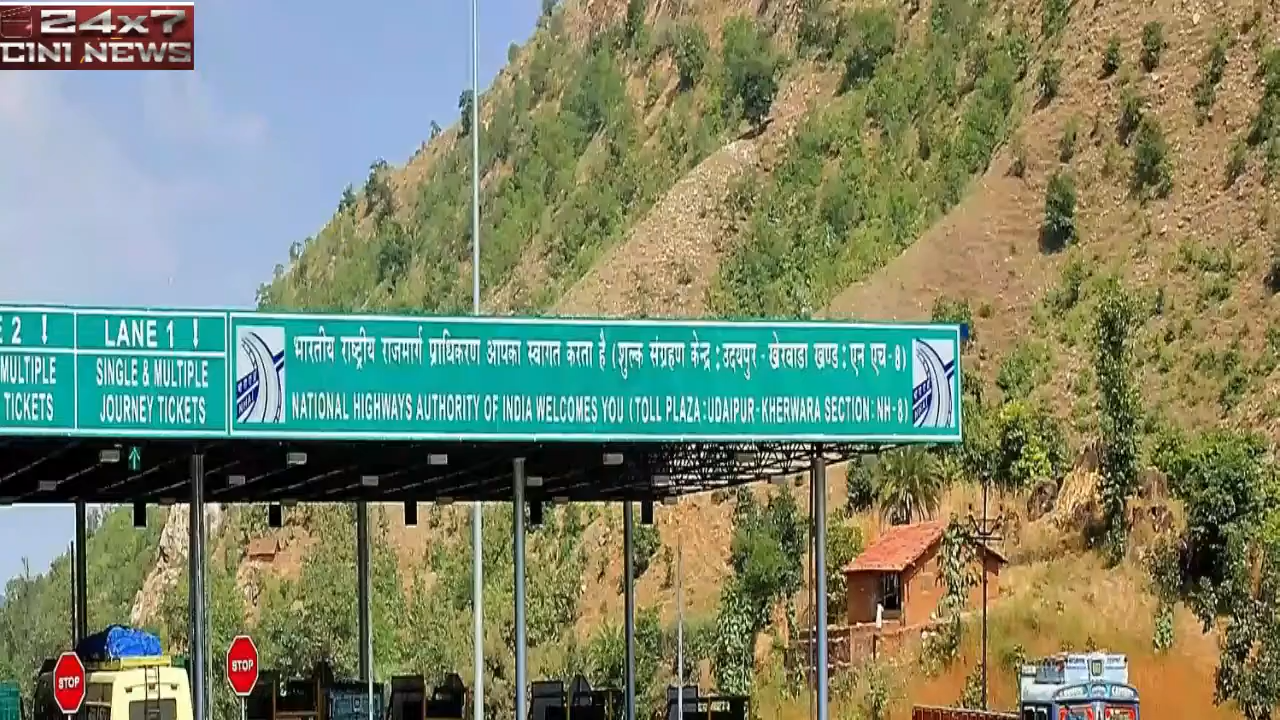 24x7
CINI NEWS
E 2 ↓
MULTIPLE
TICKETS
LANE 1 ↓
SINGLE & MULTIPLE
JOURNEY TICKETS
भारतीय राष्ट्रीय राजमार्ग प्राधिकरण आपका स्वागत करता है (शुल्क संग्रहण केन्द्र : उदयपुर - खेरवाडा खण्ड : एन एच - 8)
NATIONAL HIGHWAYS AUTHORITY OF INDIA WELCOMES YOU (TOLL PLAZA : UDAIPUR - KHERWARA SECTION : NH - 8)
NHAI
NHAI
STOP
STOP